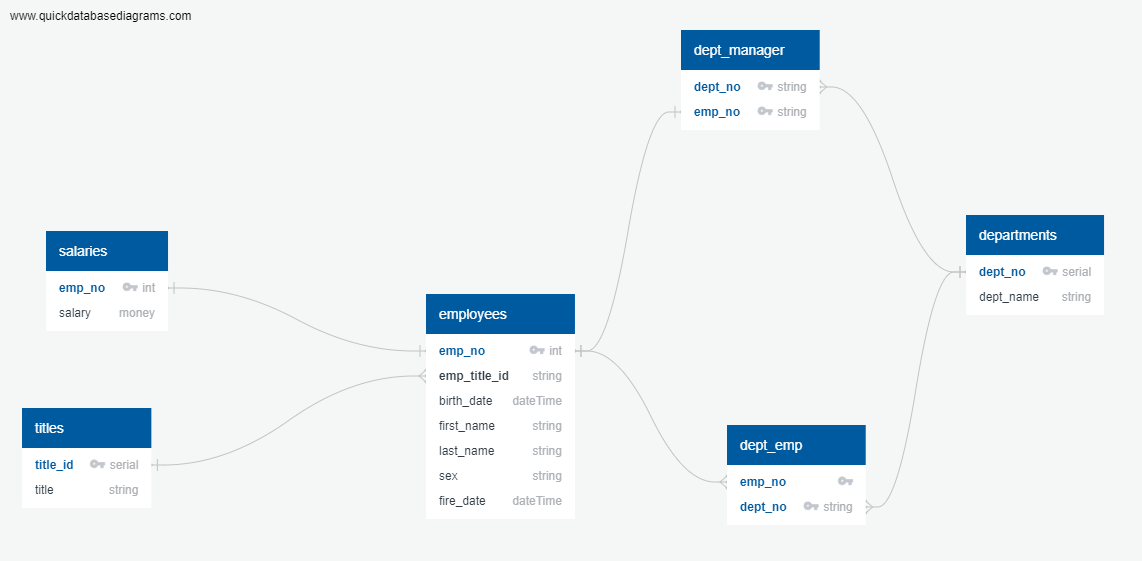 www.quickdatabasediagrams.com
dept_manager
dept_no string
emp_no string
departments
dept_no serial
dept_name string
salaries
emp_no int
salary money
employees
emp_no int
emp_title_id string
birth_date dateTime
first_name string
last_name string
sex string
fire_date dateTime
titles
title_id serial
title string
dept_emp
emp_no
dept_no string